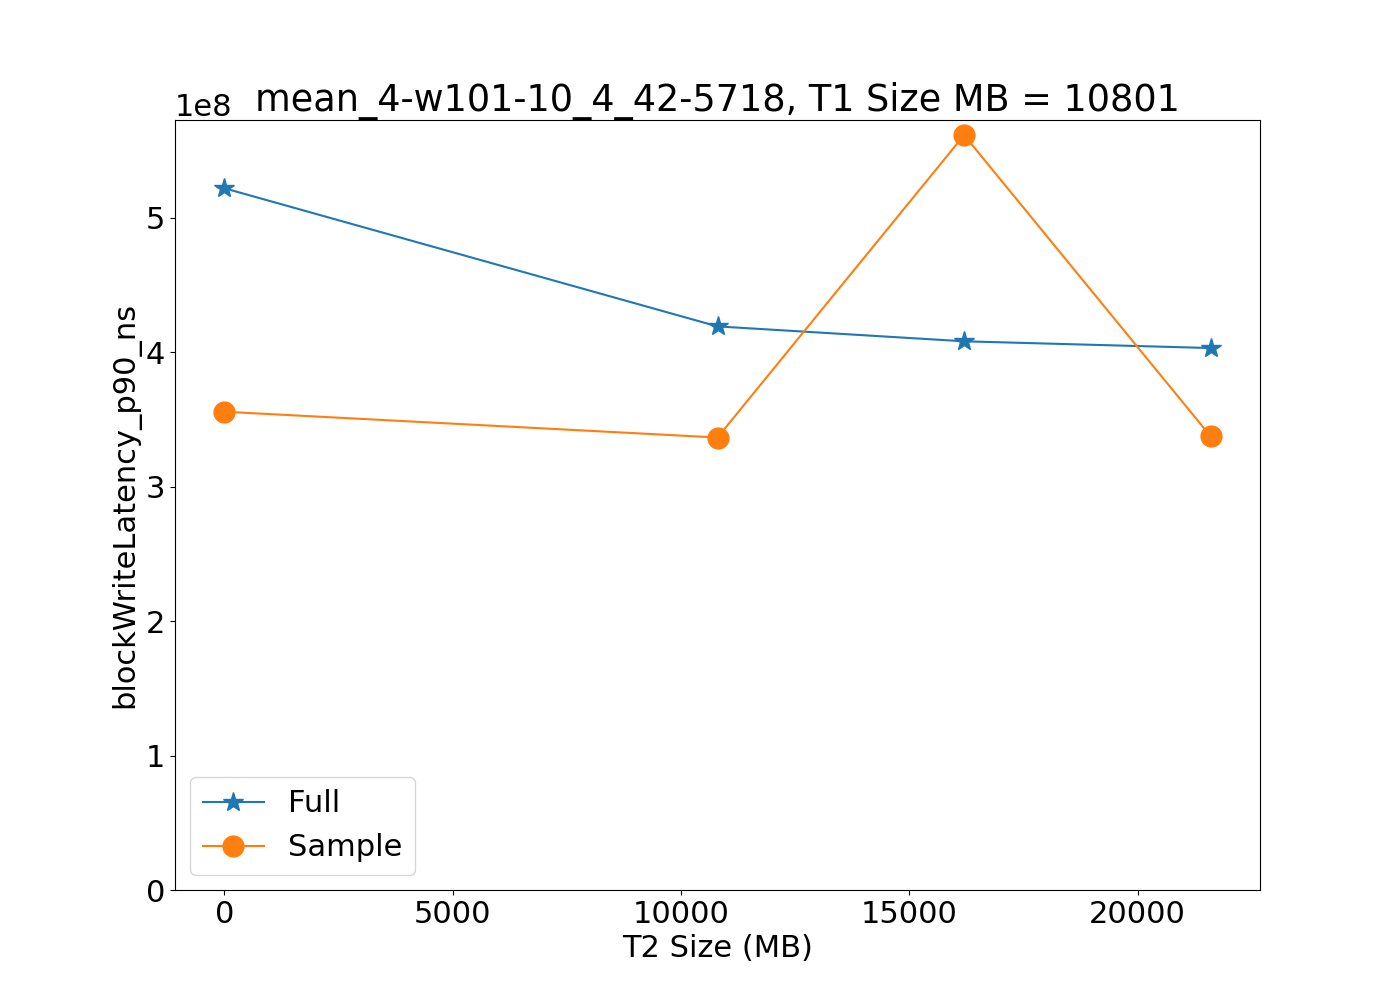 1e8
mean_4-w101-10_4_42-5718, T1 Size MB = 10801
blockWriteLatency_p90_ns
5
4
3
2
1
0
Full
Sample
0 5000 10000 15000 20000
T2 Size (MB)